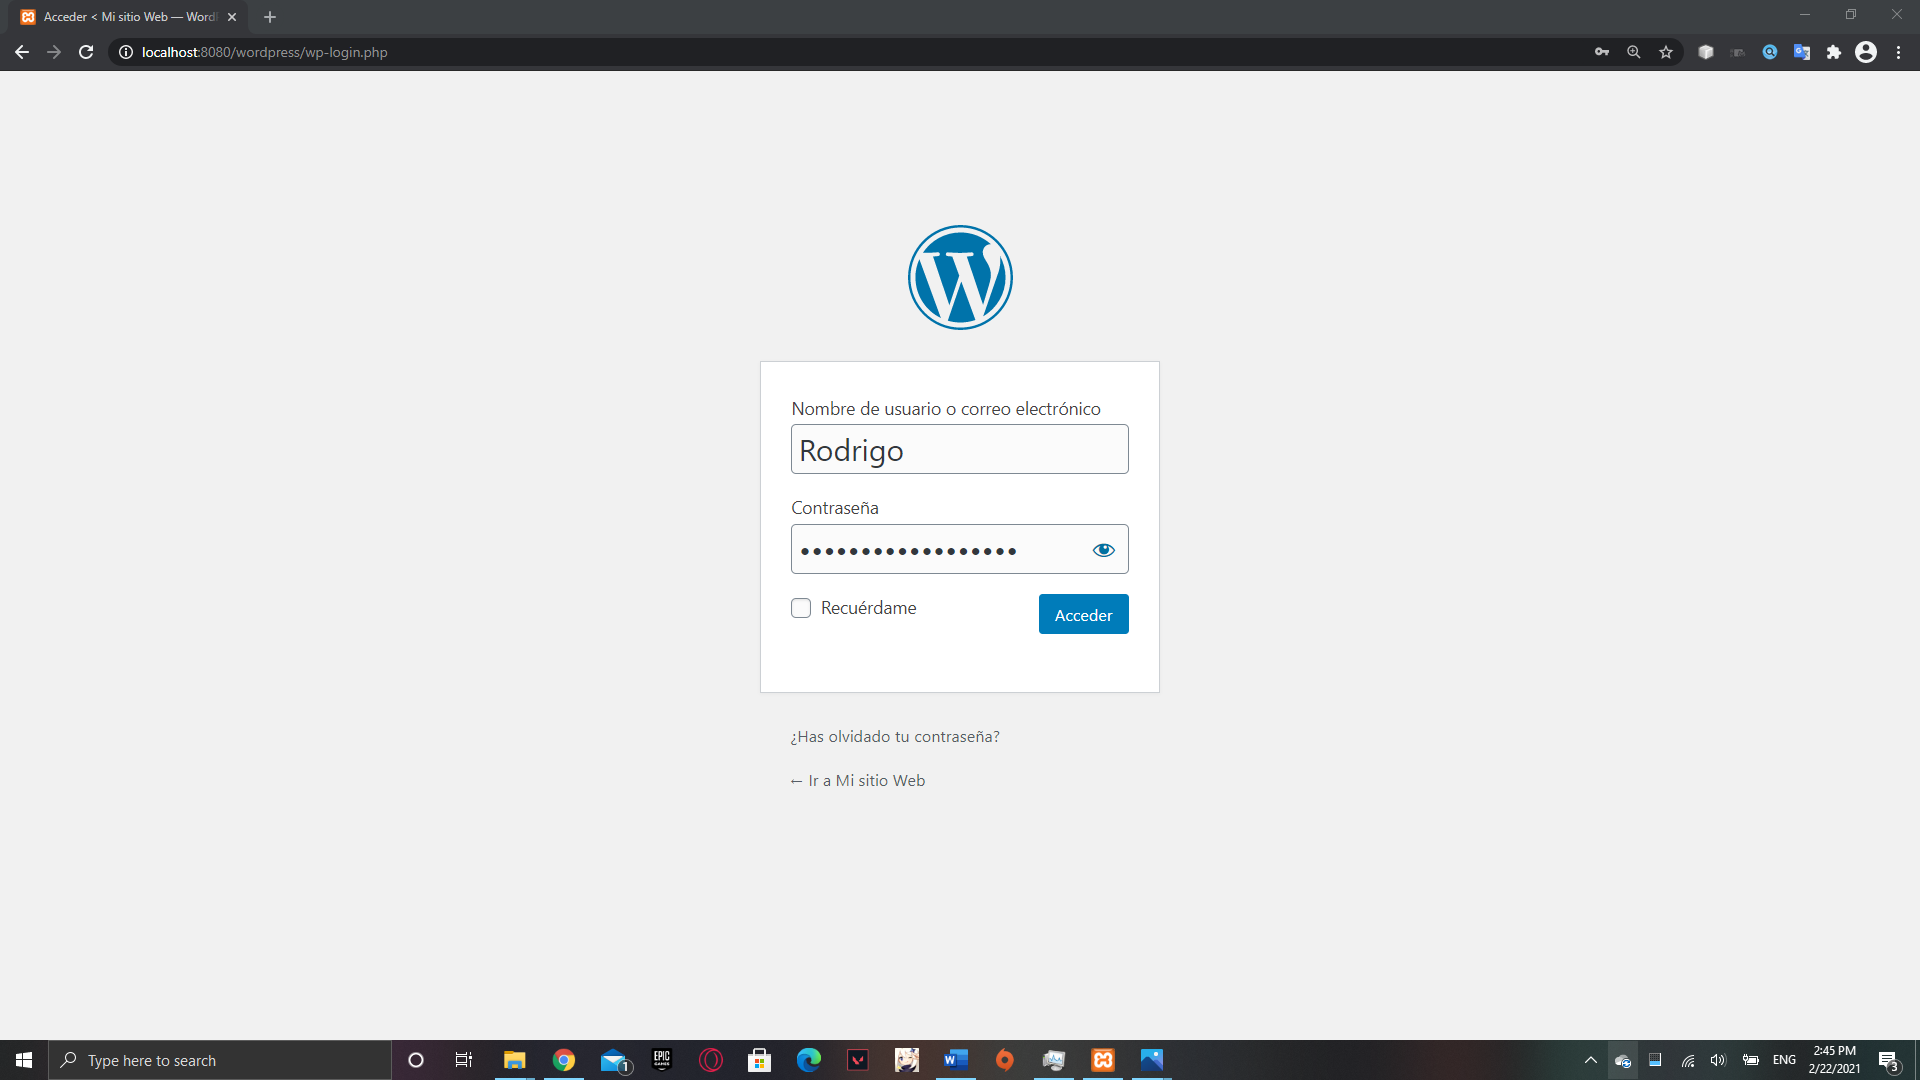 Acceder < Mi sitio Web — Word
localhost:8080/wordpress/wp-login.php
Nombre de usuario o correo electrónico
Rodrigo
Contraseña
Recuérdame
Acceder
¿Has olvidado tu contraseña?
← Ir a Mi sitio Web
Type here to search
1
EPIC
GAMES
ENG
2:45 PM
2/22/2021
3